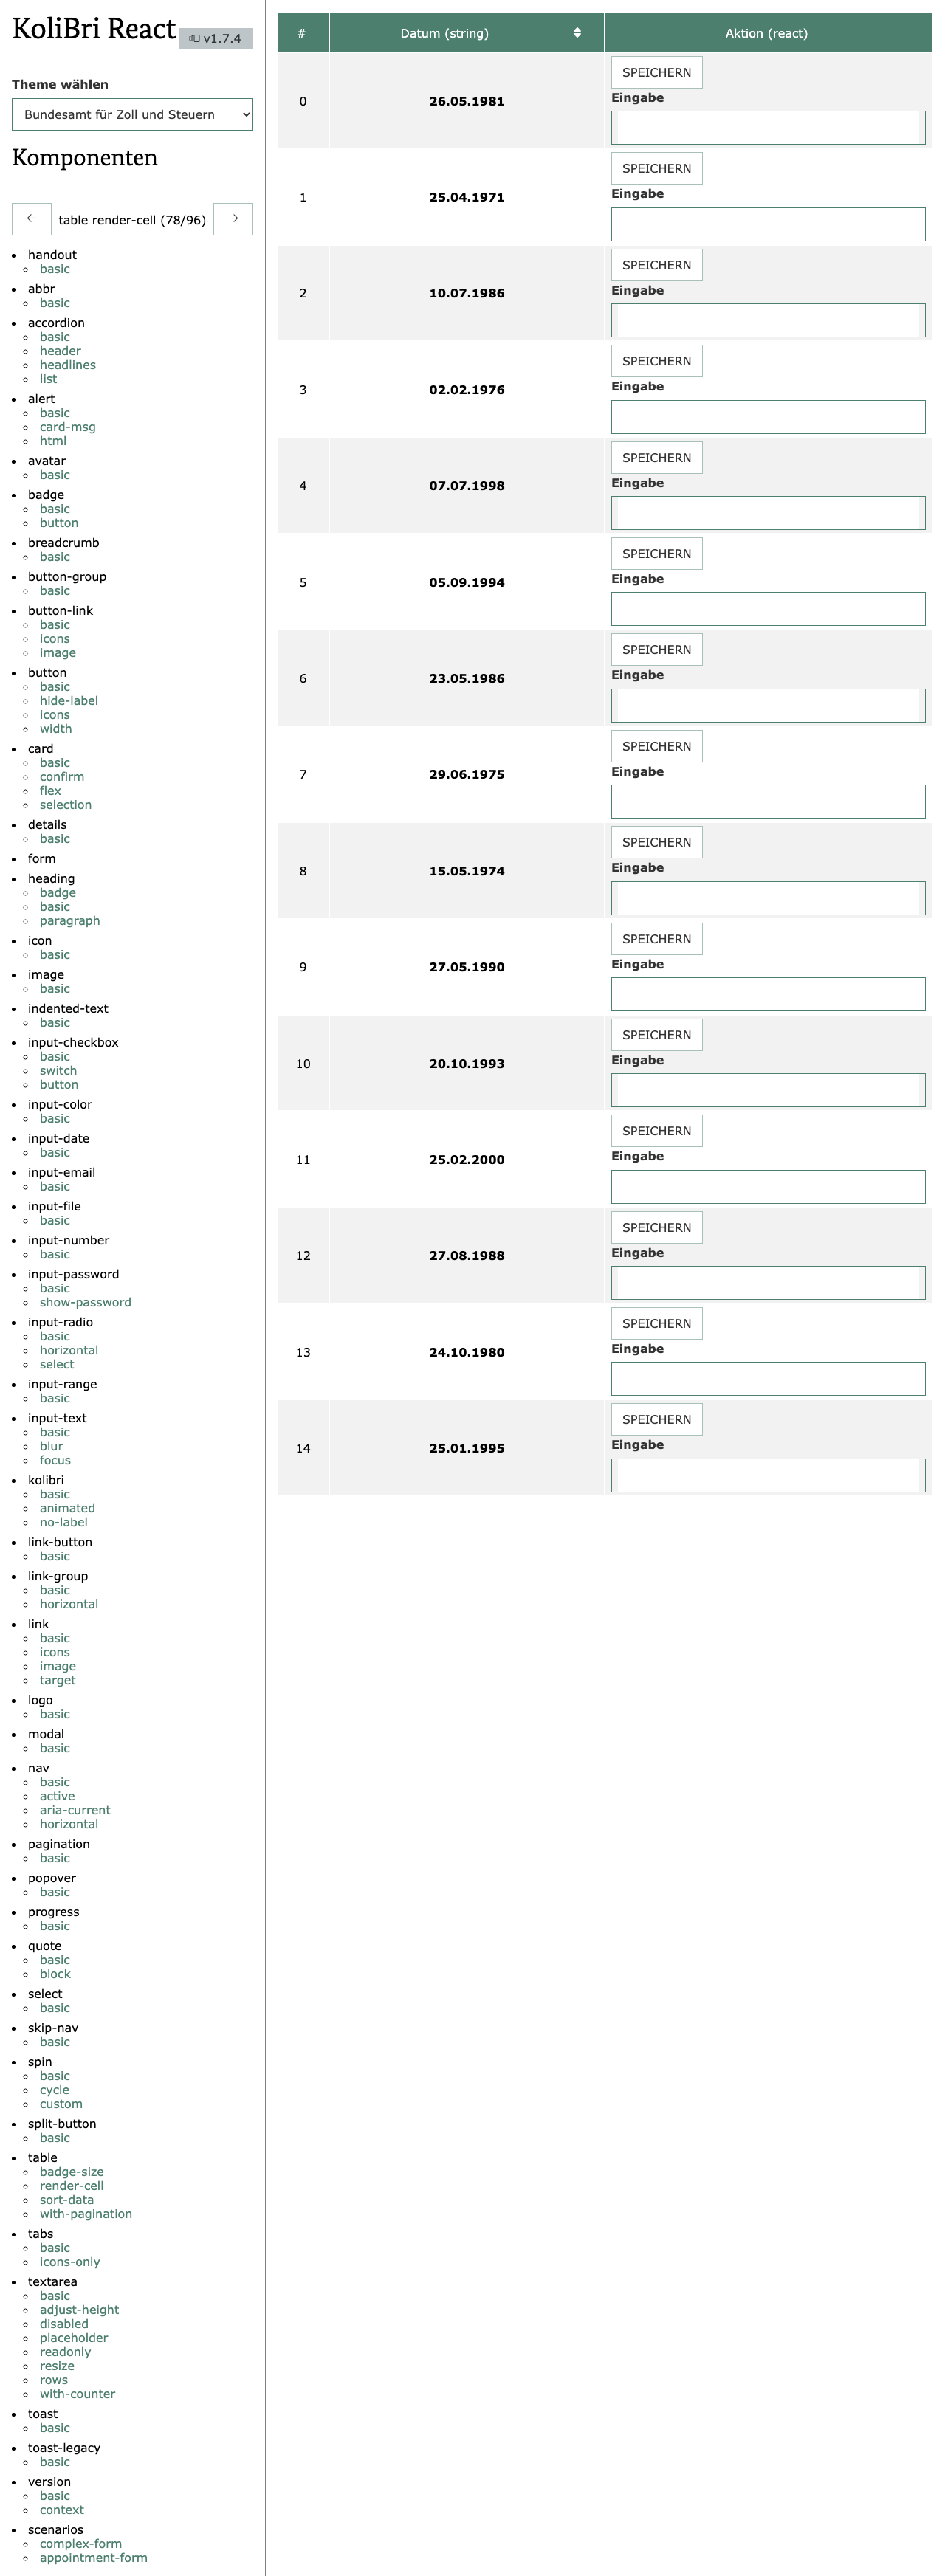 KoliBri React
v1.7.4
Theme wählen
Bundesamt für Zoll und Steuern
Komponenten
← table render-cell (78/96) →
handout
basic
abbr
basic
accordion
basic
header
headlines
list
alert
basic
card-msg
html
avatar
basic
badge
basic
button
breadcrumb
basic
button-group
basic
button-link
basic
icons
image
button
basic
hide-label
icons
width
card
basic
confirm
flex
selection
details
basic
form
heading
badge
basic
paragraph
icon
basic
image
basic
indented-text
basic
input-checkbox
basic
switch
button
input-color
basic
input-date
basic
input-email
basic
input-file
basic
input-number
basic
input-password
basic
show-password
input-radio
basic
horizontal
select
input-range
basic
input-text
basic
blur
focus
kolibri
basic
animated
no-label
link-button
basic
link-group
basic
horizontal
link
basic
icons
image
target
logo
basic
modal
basic
nav
basic
active
aria-current
horizontal
pagination
basic
popover
basic
progress
basic
quote
basic
block
select
basic
skip-nav
basic
spin
basic
cycle
custom
split-button
basic
table
badge-size
render-cell
sort-data
with-pagination
tabs
basic
icons-only
textarea
basic
adjust-height
disabled
placeholder
readonly
resize
rows
with-counter
toast
basic
toast-legacy
basic
version
basic
context
scenarios
complex-form
appointment-form
# Datum (string) Aktion (react)
SPEICHERN
0 26.05.1981 Eingabe
SPEICHERN
1 25.04.1971 Eingabe
SPEICHERN
2 10.07.1986 Eingabe
SPEICHERN
3 02.02.1976 Eingabe
SPEICHERN
4 07.07.1998 Eingabe
SPEICHERN
5 05.09.1994 Eingabe
SPEICHERN
6 23.05.1986 Eingabe
SPEICHERN
7 29.06.1975 Eingabe
SPEICHERN
8 15.05.1974 Eingabe
SPEICHERN
9 27.05.1990 Eingabe
SPEICHERN
10 20.10.1993 Eingabe
SPEICHERN
11 25.02.2000 Eingabe
SPEICHERN
12 27.08.1988 Eingabe
SPEICHERN
13 24.10.1980 Eingabe
SPEICHERN
14 25.01.1995 Eingabe